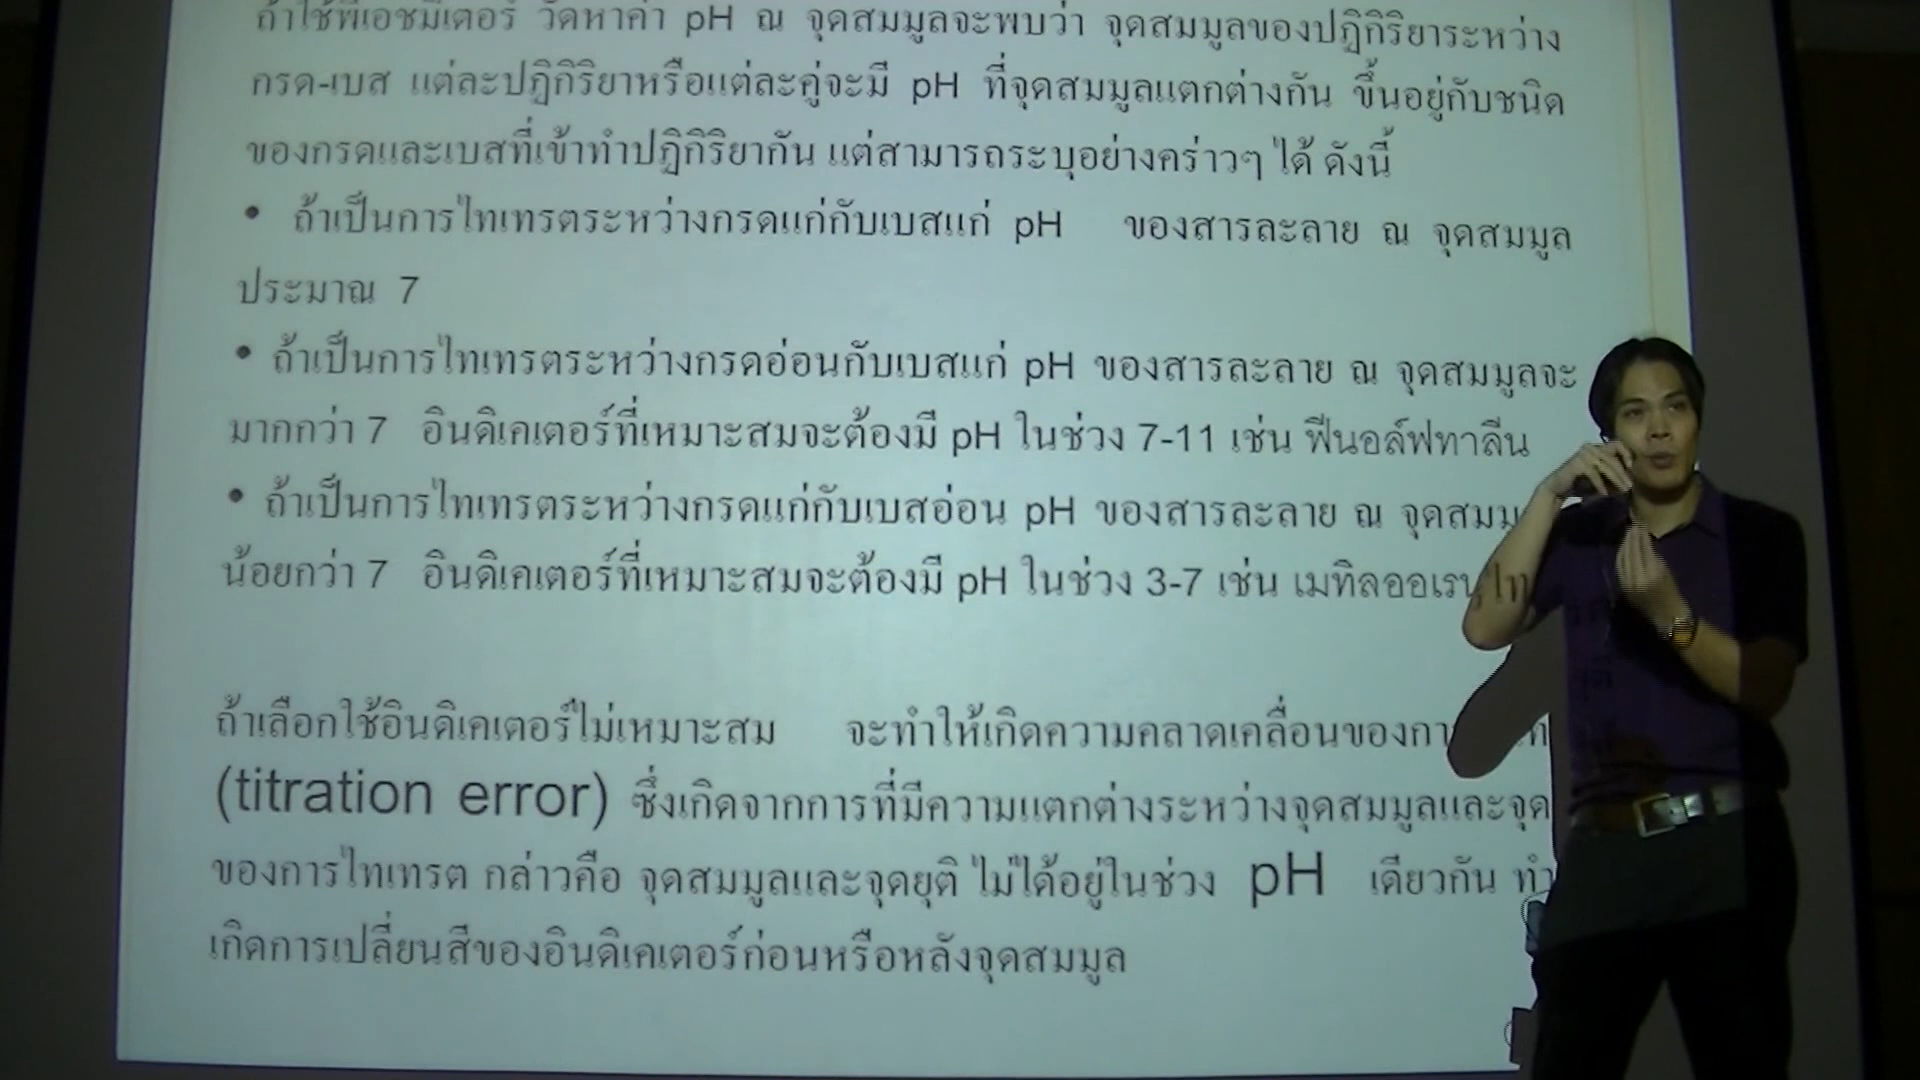 ถ้าใช้พีเอชมิเตอร์ วัดหาค่า pH ณ จุดสมมูลจะพบว่า จุดสมมูลของปฏิกิริยาระหว่าง
กรด-เบส แต่ละปฏิกิริยาหรือแต่ละคู่จะมี pH ที่จุดสมมูลแตกต่างกัน ขึ้นอยู่กับชนิด
ของกรดและเบสที่เข้าทำปฏิกิริยากัน แต่สามารถระบุอย่างคร่าวๆ ได้ ดังนี้
• ถ้าเป็นการไทเทรตระหว่างกรดแก่กับเบสแก่ pH ของสารละลาย ณ จุดสมมูล
ประมาณ 7
• ถ้าเป็นการไทเทรตระหว่างกรดอ่อนกับเบสแก่ pH ของสารละลาย ณ จุดสมมูลจะ
มากกว่า 7 อินดิเคเตอร์ที่เหมาะสมจะต้องมี pH ในช่วง 7-11 เช่น ฟีนอล์ฟทาลีน
• ถ้าเป็นการไทเทรตระหว่างกรดแก่กับเบสอ่อน pH ของสารละลาย ณ
น้อยกว่า 7 อินดิเคเตอร์ที่เหมาะสมจะต้องมี pH ในช่วง 3-7 เช่น
ถ้าเลือกใช้อินดิเคเตอร์ไม่เหมาะสม จะทำให้เกิดความคลาดเคลื่อนของ
(titration error) ซึ่งเกิดจากการที่มีความแตกต่างระหว่างจุดสมมูลและจุด
ของการไทเทรต กล่าวคือ จุดสมมูลและจุดยุติ ไม่ได้อยู่ในช่วง pH เดียวกัน
เกิดการเปลี่ยนสีของอินดิเคเตอร์ก่อนหรือหลังจุดสมมูล